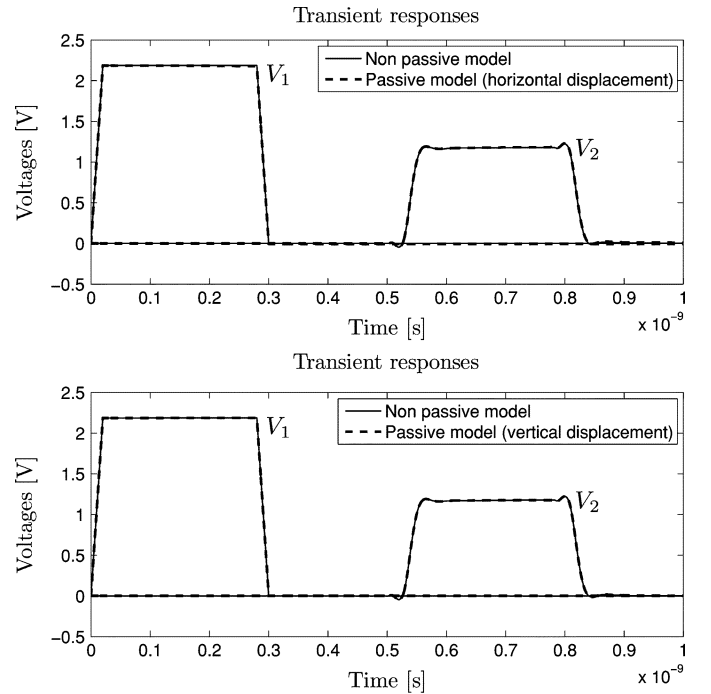 Transient responses
2.5
2
1.5
1
0.5
0
−0.5
Voltages [V]
Non passive model
Passive model (horizontal displacement)
V1
V2
0 0.1 0.2 0.3 0.4 0.5 0.6 0.7 0.8 0.9 1
Time [s]
x 10⁻⁹
Transient responses
2.5
2
1.5
1
0.5
0
−0.5
Voltages [V]
Non passive model
Passive model (vertical displacement)
V1
V2
0 0.1 0.2 0.3 0.4 0.5 0.6 0.7 0.8 0.9 1
Time [s]
x 10⁻⁹